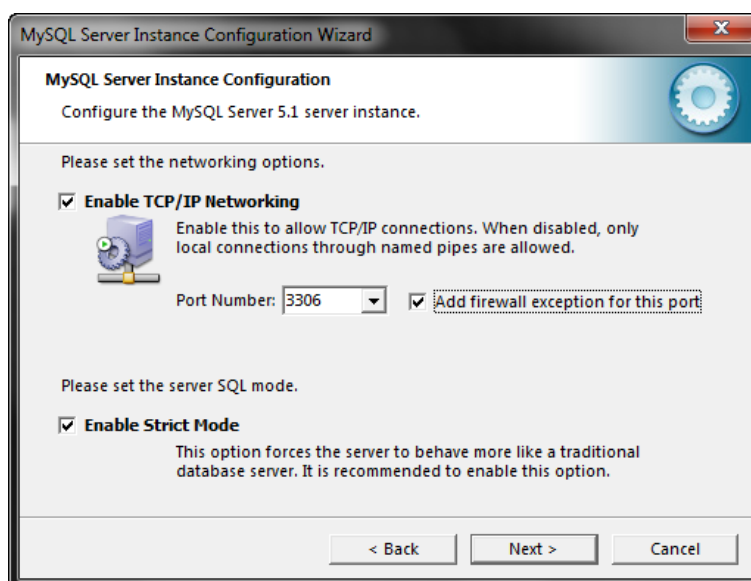 MySQL Server Instance Configuration Wizard
MySQL Server Instance Configuration
Configure the MySQL Server 5.1 server instance.
Please set the networking options.
Enable TCP/IP Networking
Enable this to allow TCP/IP connections. When disabled, only
local connections through named pipes are allowed.
Port Number: 3306 Add firewall exception for this port
Please set the server SQL mode.
Enable Strict Mode
This option forces the server to behave more like a traditional
database server. It is recommended to enable this option.
< Back Next > Cancel